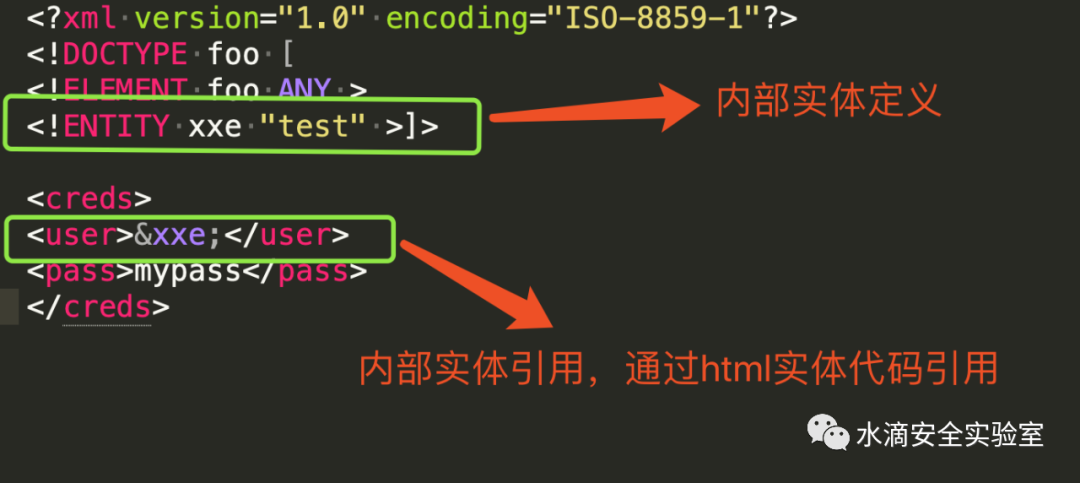 <?xml version="1.0" encoding="ISO-8859-1"?>
<!DOCTYPE foo [
<!ELEMENT foo ANY >
<!ENTITY xxe "test" >]>
内部实体定义
<creds>
<user>&xxe;</user>
<pass>mypass</pass>
</creds>
内部实体引用，通过html实体代码引用
水滴安全实验室